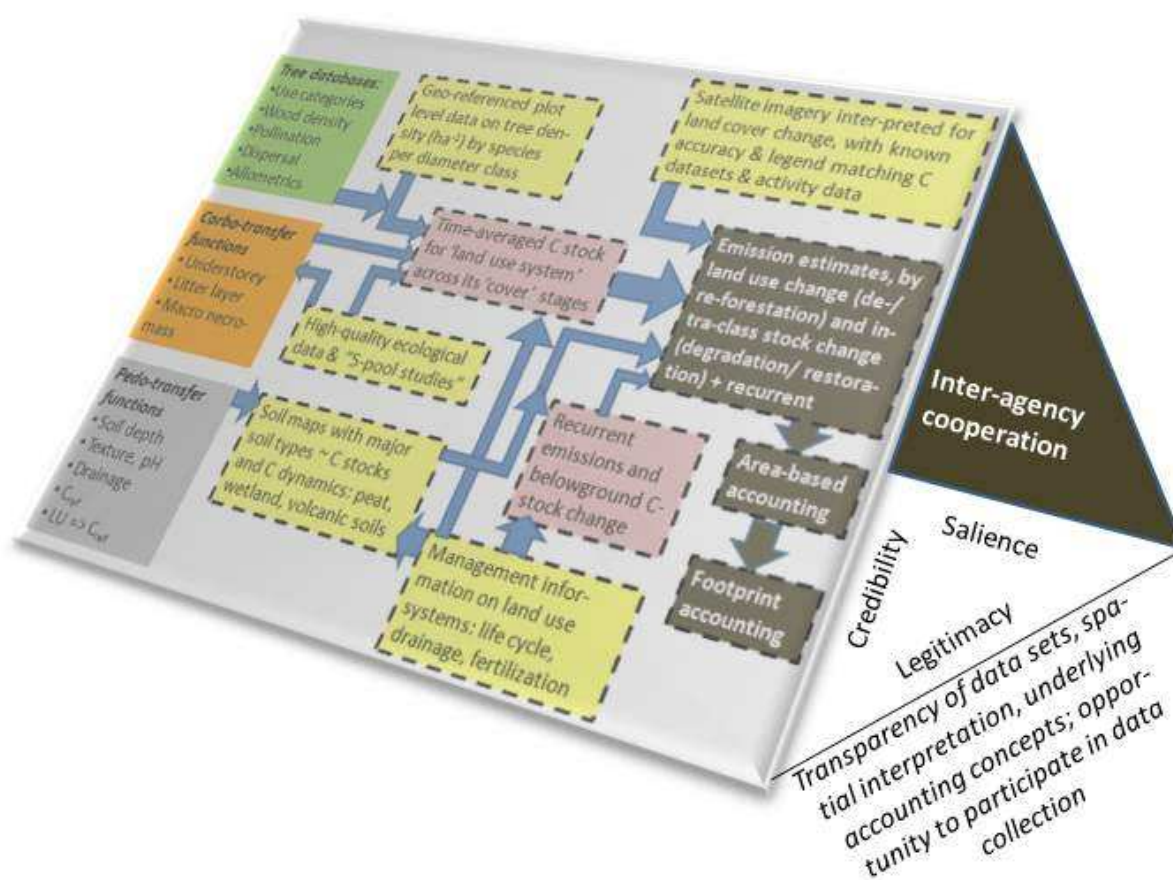 Tree databases:
•Use categories
•Wood density
•Pollination
•Dispersal
•Allometrics
Geo-referenced plot
level data on tree den-
sity (ha⁻¹) by species
per diameter class
Satellite imagery inter-preted for
land cover change, with known
accuracy & legend matching C
datasets & activity data
Carbo-transfer
functions
•Understorey
•Litter layer
•Macro necro-
mass
Time-averaged C stock
for 'land use system'
across its 'cover' stages
Emission estimates, by
land use change (de-/
re-forestation) and in-
tra-class stock change
(degradation/ restora-
tion) + recurrent
High-quality ecological
data & "5-pool studies"
Pedo-transfer
functions
•Soil depth
•Texture, pH
•Drainage
•C_ref
•LU => C_ref
Soil maps with major
soil types ~ C stocks
and C dynamics: peat,
wetland, volcanic soils
Recurrent
emissions and
belowground C-
stock change
Area-based
accounting
Management infor-
mation on land use
systems: life cycle,
drainage, fertilization
Footprint
accounting
Inter-agency
cooperation
Salience
Credibility
Legitimacy
Transparency of data sets, spa-
tial interpretation, underlying
accounting concepts; oppor-
tunity to participate in data
collection